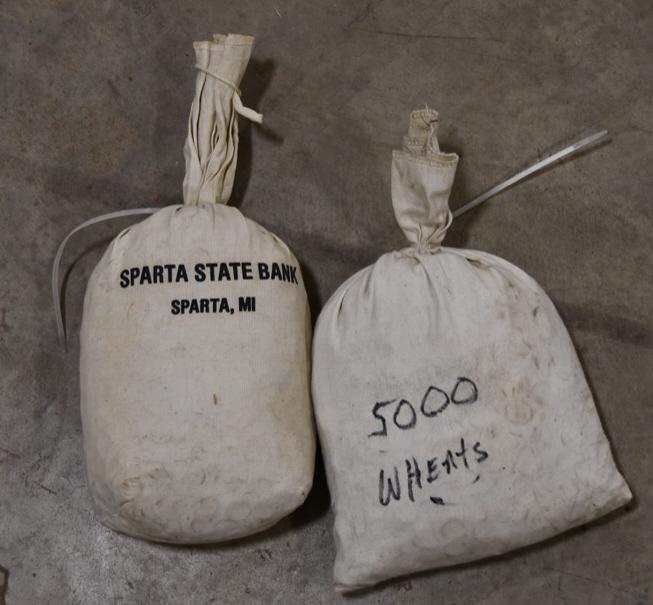 SPARTA STATE BANK
SPARTA, MI
5000
WHEATS